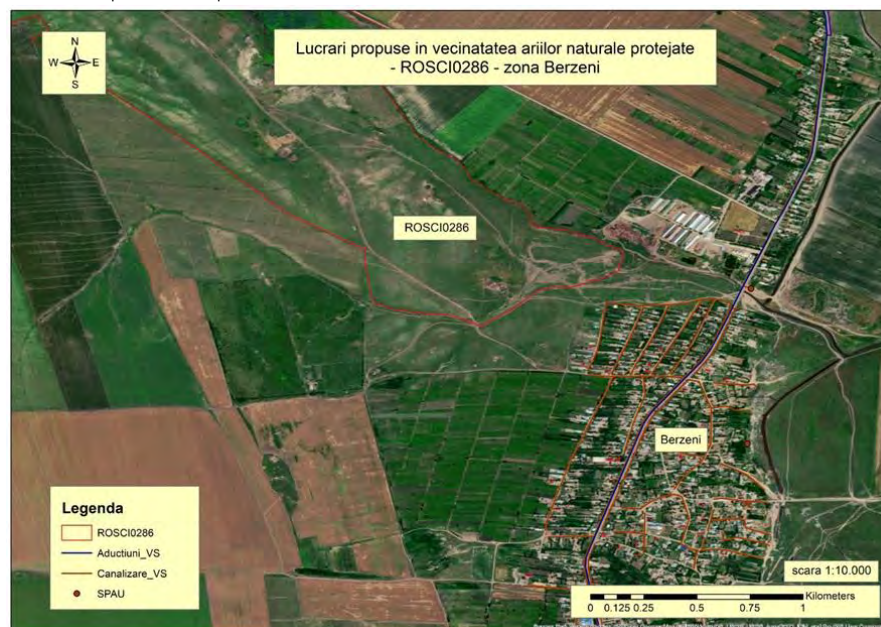 Lucrari propuse in vecinatatea ariilor naturale protejate
- ROSCI0286 - zona Berzeni
N
W E
S
ROSCI0286
Berzeni
Legenda
ROSCI0286
Aductiuni_VS
Canalizare_VS
SPAU
scara 1:10.000
Kilometers
0 0.125 0.25 0.5 0.75 1